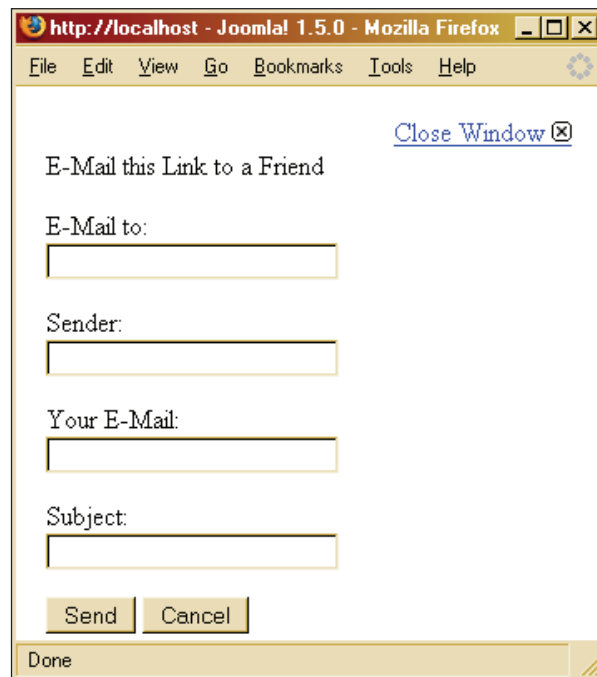 http://localhost - Joomla! 1.5.0 - Mozilla Firefox
File Edit View Go Bookmarks Tools Help
Close Window
E-Mail this Link to a Friend
E-Mail to:
Sender:
Your E-Mail:
Subject:
Send Cancel
Done